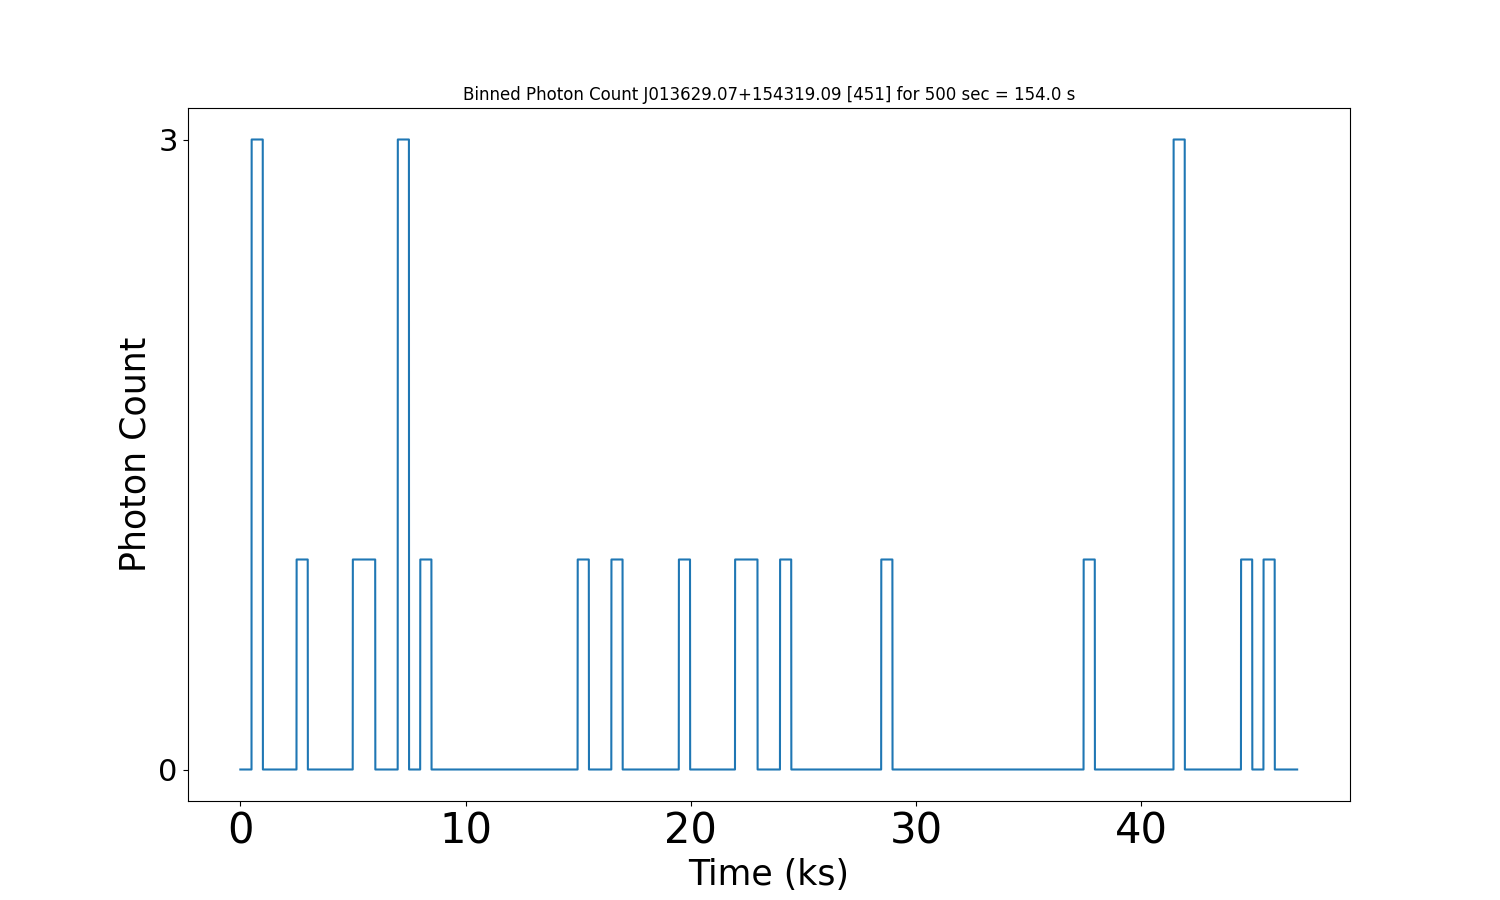 Binned Photon Count J013629.07+154319.09 [451] for 500 sec = 154.0 s
3
Photon Count
0
0 10 20 30 40
Time (ks)